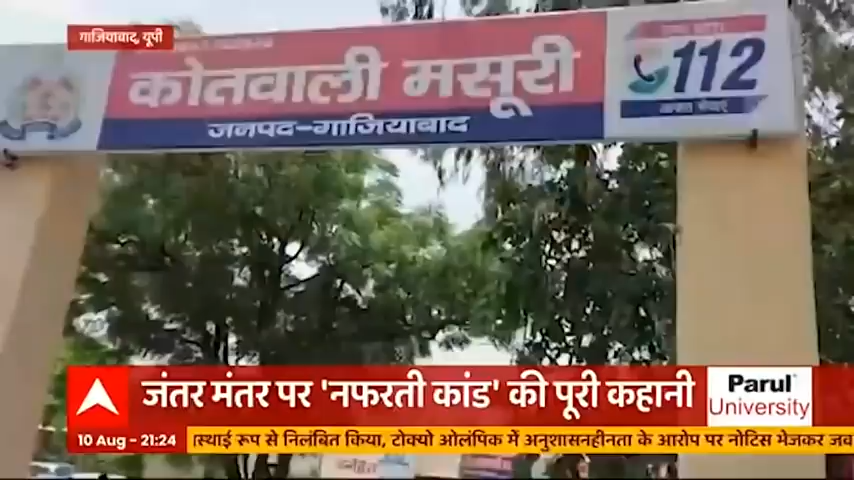 गाजियाबाद, यूपी
कोतवाली मसूरी
जनपद-गाजियाबाद
112
जंतर मंतर पर 'नफरती कांड' की पूरी कहानी
Parul®
University
10 Aug - 21:24
स्थाई रूप से निलंबित किया, टोक्यो ओलंपिक में अनुशासनहीनता के आरोप पर नोटिस भेजकर जव